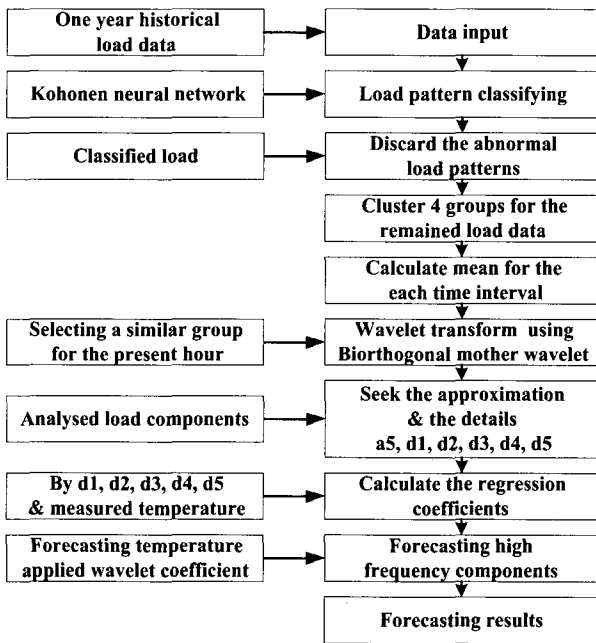 One year historical
load data
Data input
Kohonen neural network
Load pattern classifying
Classified load
Discard the abnormal
load patterns
Cluster 4 groups for the
remained load data
Calculate mean for the
each time interval
Selecting a similar group
for the present hour
Wavelet transform using
Biorthogonal mother wavelet
Analysed load components
Seek the approximation
& the details
a5, d1, d2, d3, d4, d5
By d1, d2, d3, d4, d5
& measured temperature
Calculate the regression
coefficients
Forecasting temperature
applied wavelet coefficient
Forecasting high
frequency components
Forecasting results